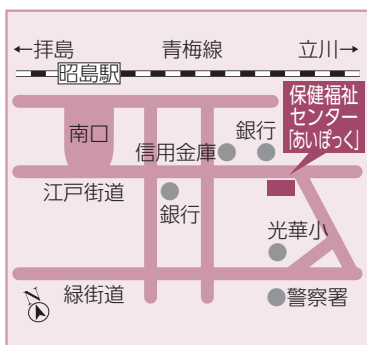 ←拝島
青梅線
立川→
昭島駅
保健福祉
センター
「あいぽっく」
南口
銀行
信用金庫
江戸街道
銀行
光華小
緑街道
警察署
N